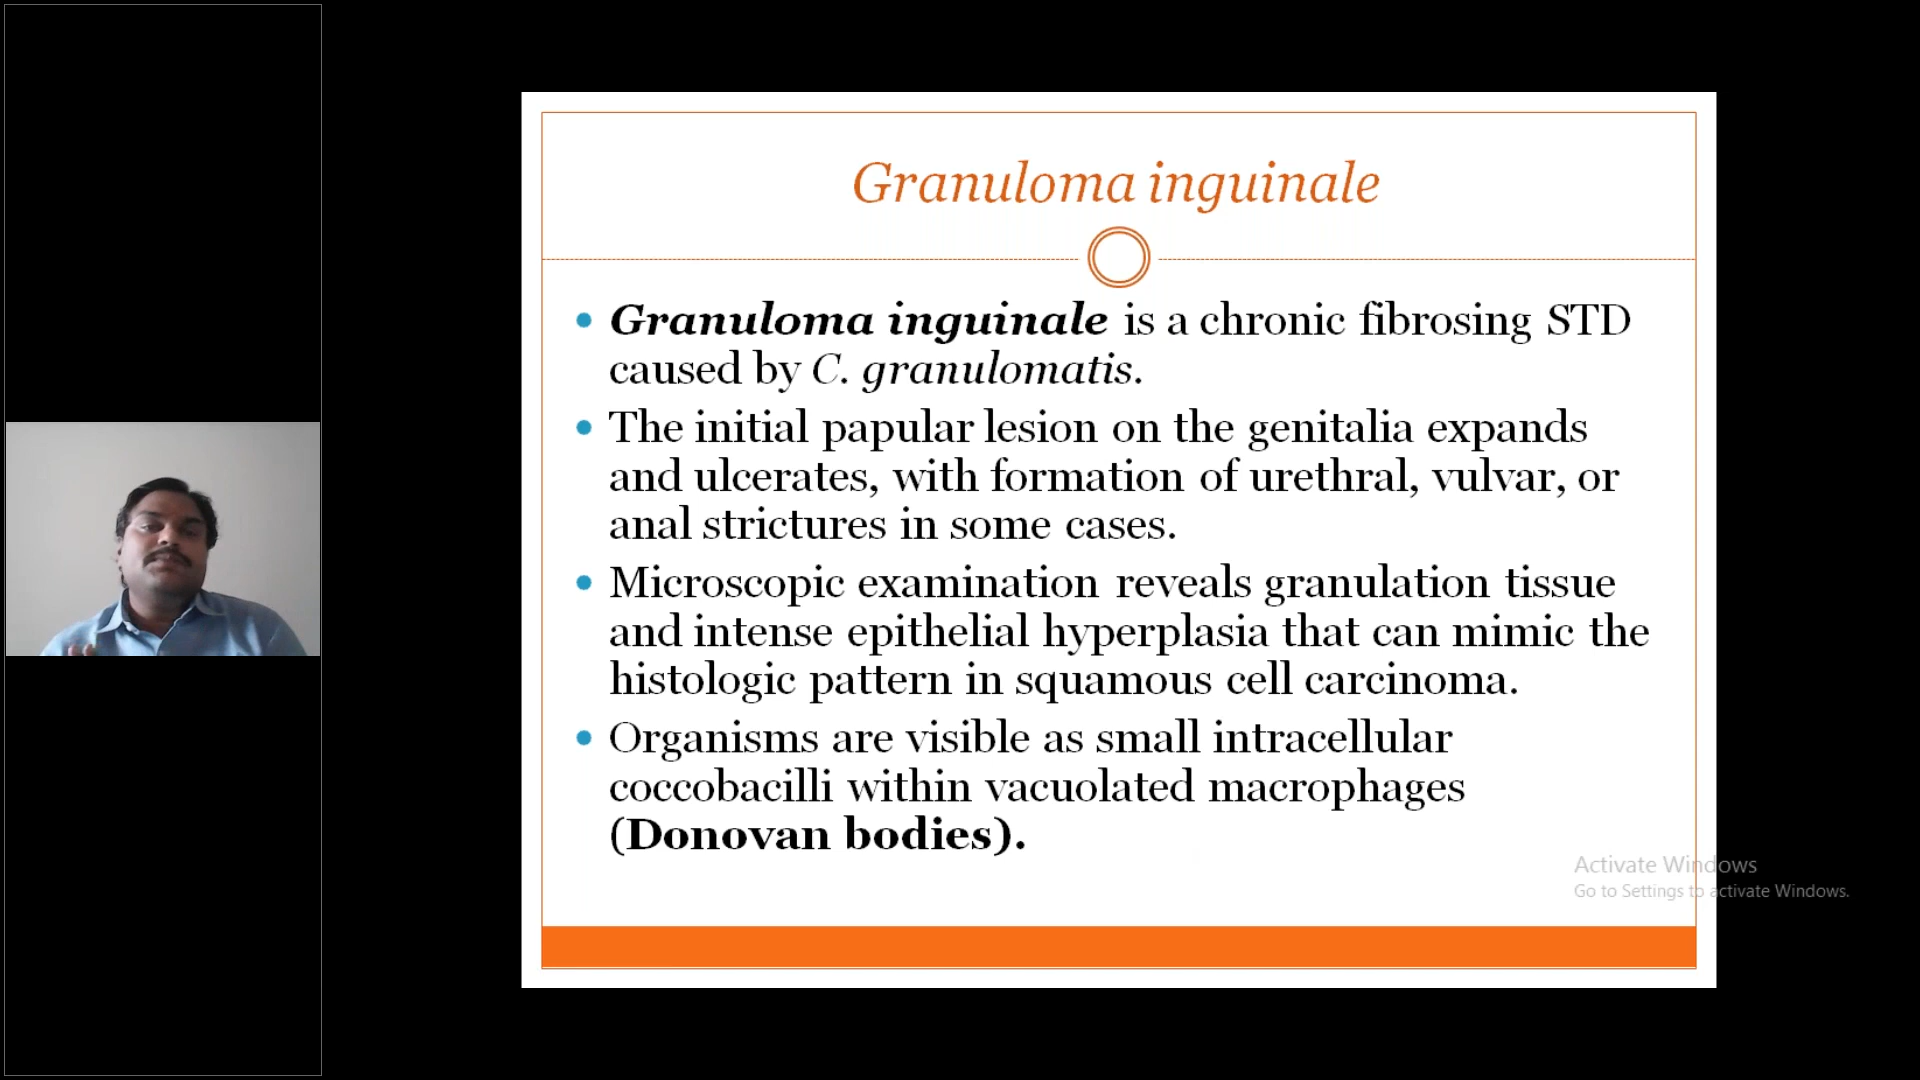 Granuloma inguinale
• Granuloma inguinale is a chronic fibrosing STD
caused by C. granulomatis.
• The initial papular lesion on the genitalia expands
and ulcerates, with formation of urethral, vulvar, or
anal strictures in some cases.
• Microscopic examination reveals granulation tissue
and intense epithelial hyperplasia that can mimic the
histologic pattern in squamous cell carcinoma.
• Organisms are visible as small intracellular
coccobacilli within vacuolated macrophages
(Donovan bodies).
Activate Windows
Go to Settings to activate Windows.